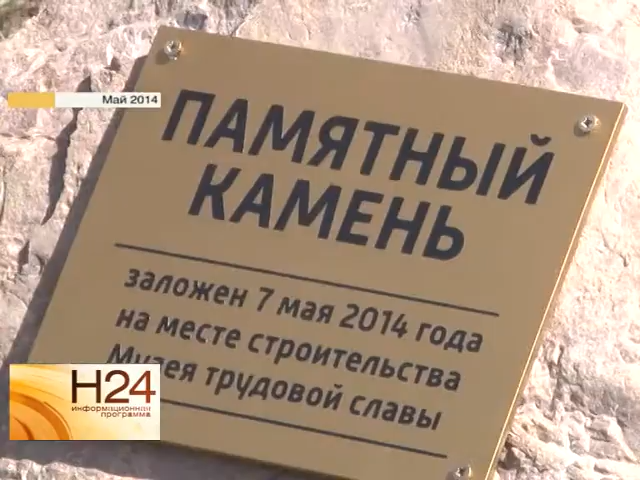 Май 2014
ПАМЯТНЫЙ
КАМЕНЬ
заложен 7 мая 2014 года
на месте строительства
Музея трудовой славы
Н24
информационная
программа